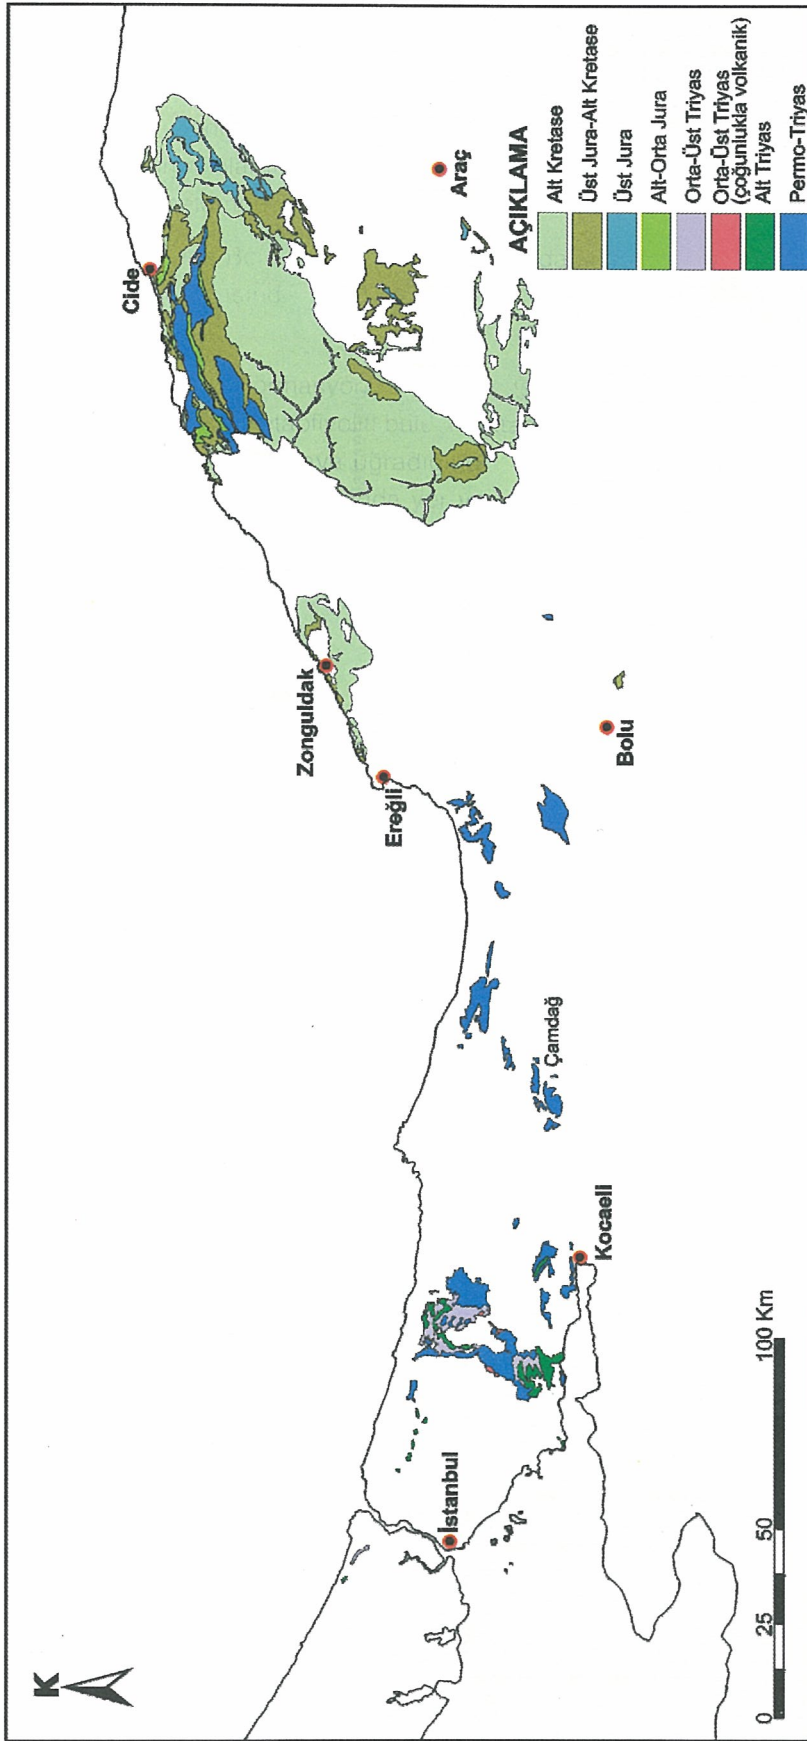 K
Cide
Araç
Zonguldak
Ereğli
Bolu
Çamdağ
Kocaeli
İstanbul
0 25 50 100 Km
AÇIKLAMA
Alt Kretase
Üst Jura-Alt Kretase
Üst Jura
Alt-Orta Jura
Orta-Üst Triyas
Orta-Üst Triyas
(çoğunlukla volkanik)
Alt Triyas
Permo-Triyas